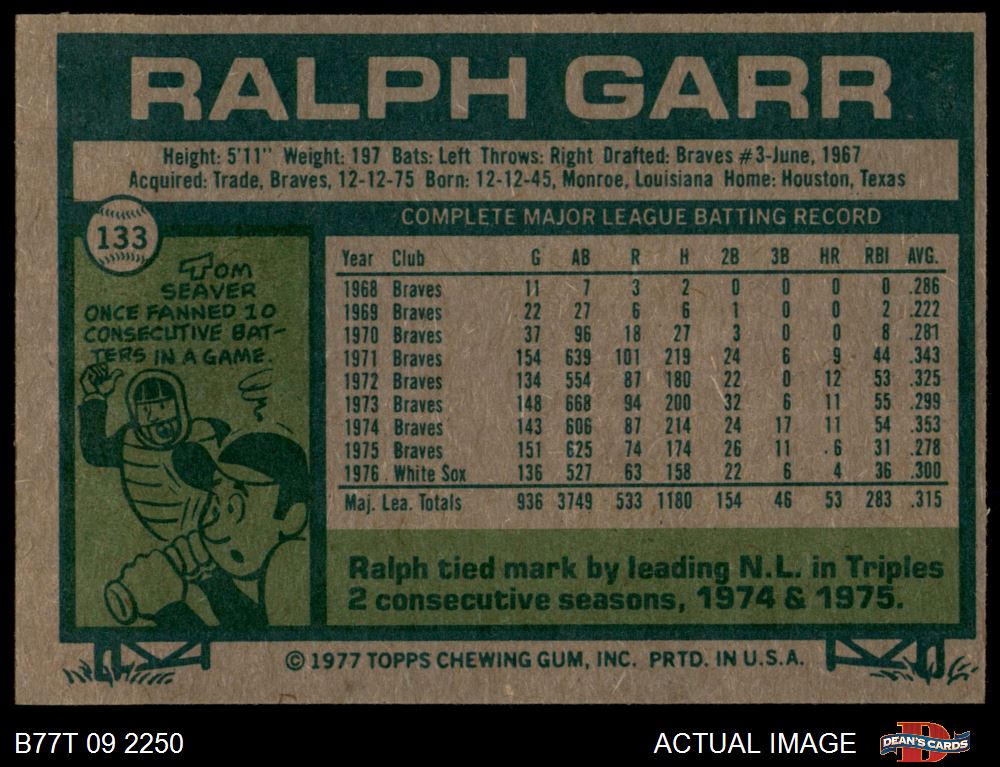 RALPH GARR
Height: 5'11" Weight: 197 Bats: Left Throws: Right Drafted: Braves #3-June, 1967
Acquired: Trade, Braves, 12-12-75 Born: 12-12-45, Monroe, Louisiana Home: Houston, Texas
133
TOM
SEAVER
ONCE FANNED 10
CONSECUTIVE BAT-
TERS IN A GAME.
COMPLETE MAJOR LEAGUE BATTING RECORD
Year Club G AB R H 2B 3B HR RBI AVG.
1968 Braves 11 7 3 2 0 0 0 0 .286
1969 Braves 22 27 6 6 1 0 0 2 .222
1970 Braves 37 96 18 27 3 0 0 8 .281
1971 Braves 154 639 101 219 24 6 9 44 .343
1972 Braves 134 554 87 180 22 0 12 53 .325
1973 Braves 148 668 94 200 32 6 11 55 .299
1974 Braves 143 606 87 214 24 17 11 54 .353
1975 Braves 151 625 74 174 26 11 6 31 .278
1976 White Sox 136 527 63 158 22 6 4 36 .300
Maj. Lea. Totals 936 3749 533 1180 154 46 53 283 .315
Ralph tied mark by leading N.L. in Triples
2 consecutive seasons, 1974 & 1975.
© 1977 TOPPS CHEWING GUM, INC. PRTD. IN U.S.A.
B77T 09 2250
ACTUAL IMAGE
D
DEAN'S CARDS